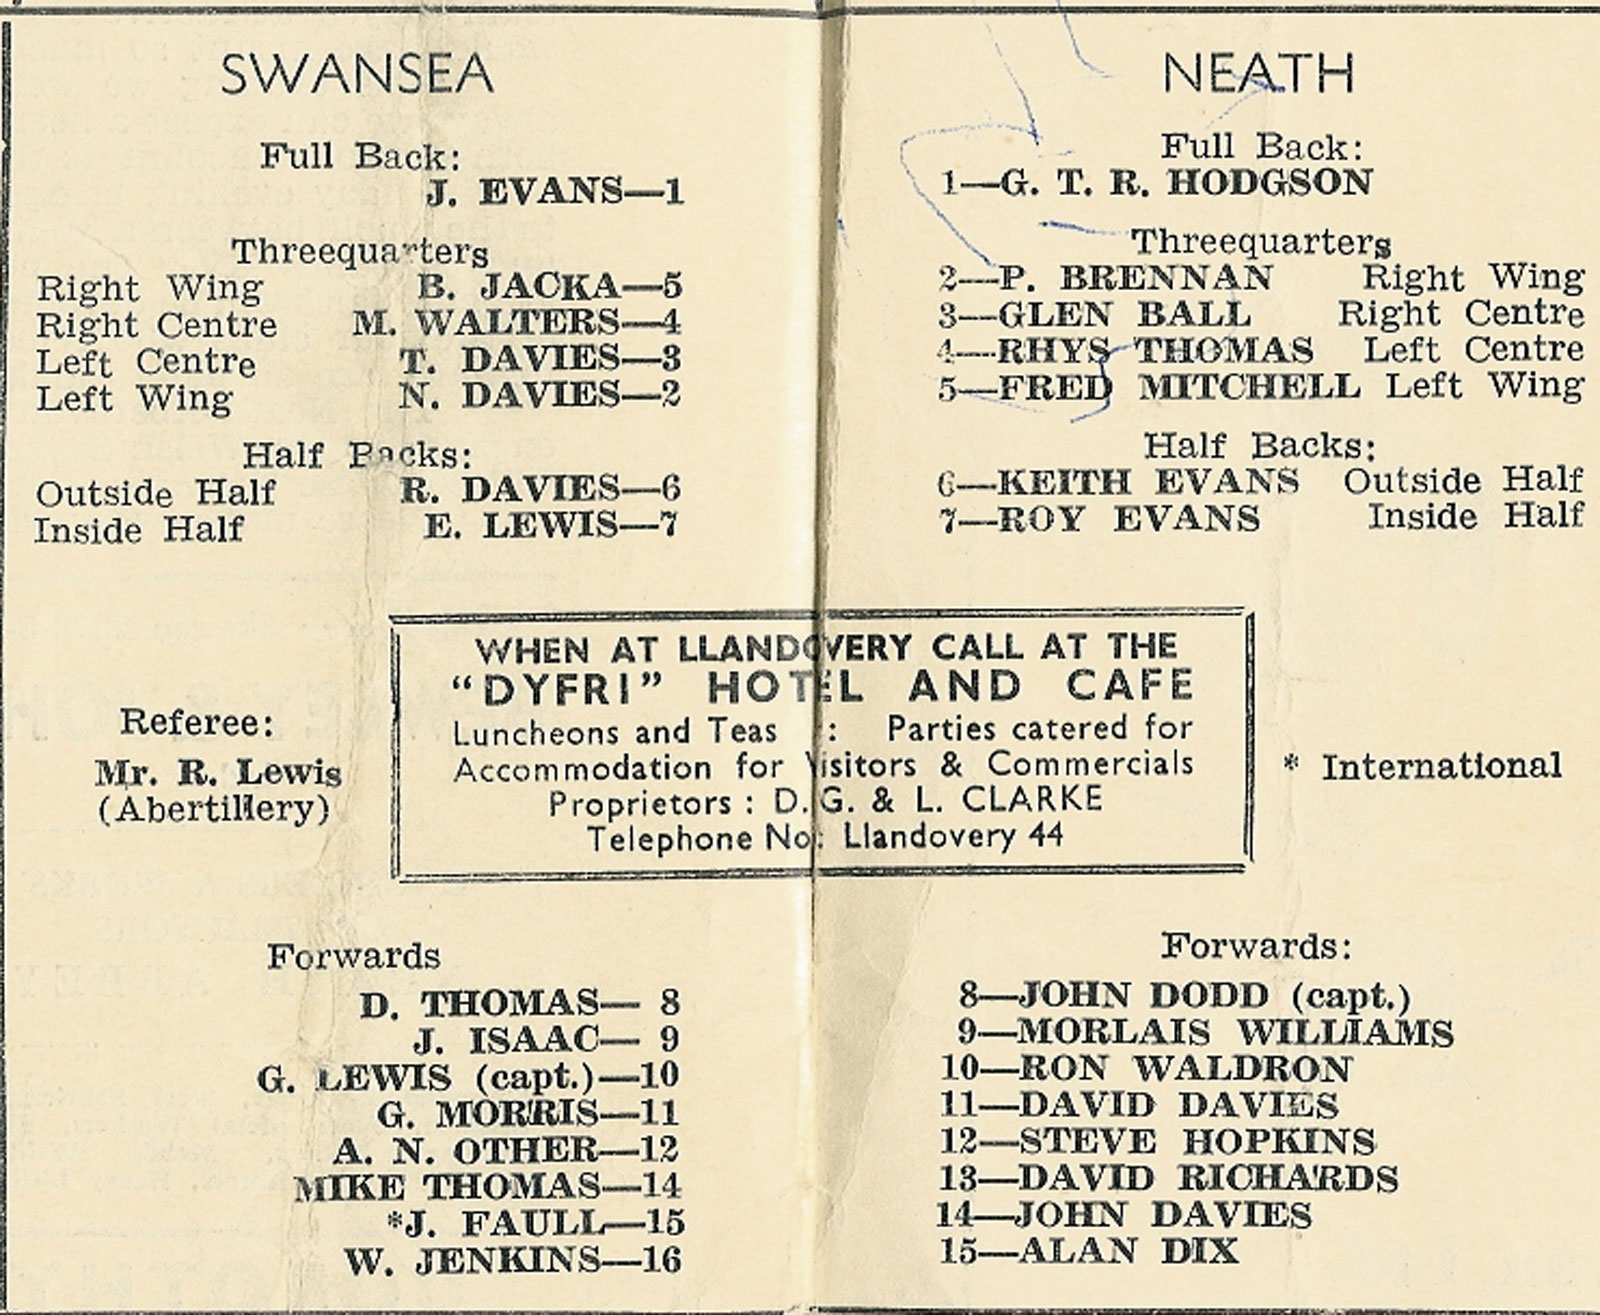 SWANSEA
Full Back:
J. EVANS—1
Threequarters
Right Wing B. JACKA—5
Right Centre M. WALTERS—4
Left Centre T. DAVIES—3
Left Wing N. DAVIES—2
Half Backs:
Outside Half R. DAVIES—6
Inside Half E. LEWIS—7
NEATH
Full Back:
1—G. T. R. HODGSON
Threequarters
2—P. BRENNAN Right Wing
3—GLEN BALL Right Centre
4—RHYS THOMAS Left Centre
5—FRED MITCHELL Left Wing
Half Backs:
6—KEITH EVANS Outside Half
7—ROY EVANS Inside Half
Referee:
Mr. R. Lewis
(Abertillery)
WHEN AT LLANDOVERY CALL AT THE
"DYFRI" HOTEL AND CAFE
Luncheons and Teas :: Parties catered for
Accommodation for Visitors & Commercials
Proprietors : D. G. & L. CLARKE
Telephone No: Llandovery 44
* International
Forwards
D. THOMAS— 8
J. ISAAC— 9
G. LEWIS (capt.)—10
G. MORRIS—11
A. N. OTHER—12
MIKE THOMAS—14
*J. FAULL—15
W. JENKINS—16
Forwards:
8—JOHN DODD (capt.)
9—MORLAIS WILLIAMS
10—RON WALDRON
11—DAVID DAVIES
12—STEVE HOPKINS
13—DAVID RICHARDS
14—JOHN DAVIES
15—ALAN DIX